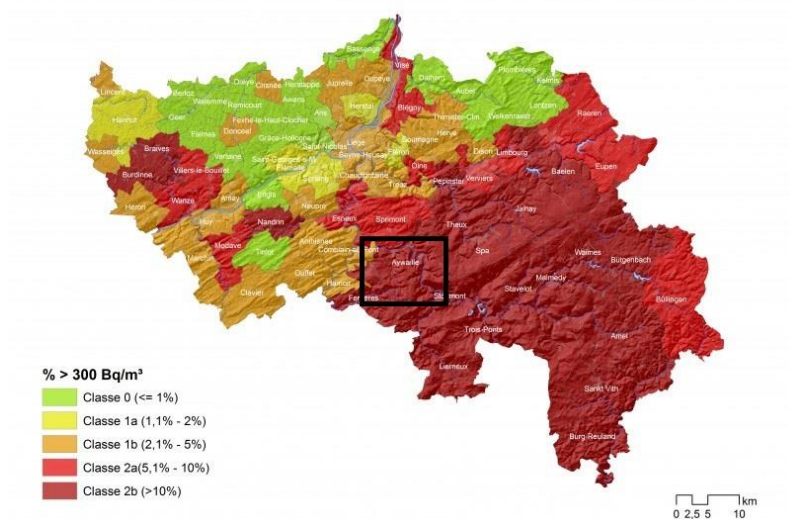 Bassenge
Visé
Dalhem
Plombières
Kelmis
Aubel
Lontzen
Welkenraedt
Raeren
Lincent
Berloz
Oreye
Crisnée
Herstappe
Juprelle
Oupeye
Hannut
Geer
Waremme
Remicourt
Awans
Herstal
Blegny
Thimister-Clm.
Faimes
Fexhe-le-Haut-Clocher
Donceel
Ans
Liège
Soumagne
Herve
Wasseiges
Braives
Verlaine
Grâce-Hollogne
Saint-Nicolas
Beyne-Heusay
Fléron
Dison
Limbourg
Eupen
Burdinne
Villers-le-Bouillet
Saint-Georges-s-M
Flémalle
Seraing
Chaudfontaine
Trooz
Olne
Pepinster
Verviers
Baelen
Héron
Wanze
Amay
Engis
Neupré
Huy
Nandrin
Esneux
Sprimont
Theux
Jalhay
Marchin
Modave
Tinlot
Anthisnes
Comblain-au-Pont
Aywaille
Spa
Waimes
Bütgenbach
Clavier
Ouffet
Hamoir
Ferrières
Stoumont
Stavelot
Malmedy
Büllingen
Trois-Ponts
Amel
Lierneux
Sankt Vith
Burg-Reuland
% > 300 Bq/m³
Classe 0 (<= 1%)
Classe 1a (1,1% - 2%)
Classe 1b (2,1% - 5%)
Classe 2a(5,1% - 10%)
Classe 2b (>10%)
km
0 2,5 5 10